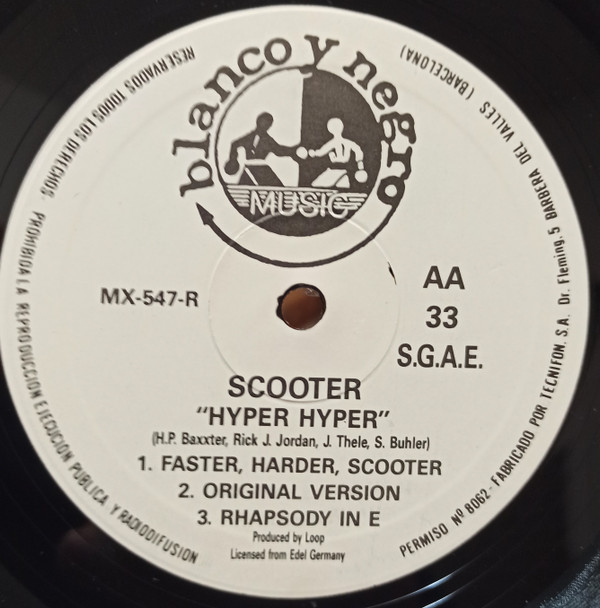 blanco y negro
MUSIC
RESERVADOS TODOS LOS DERECHOS. PROHIBIDA LA REPRODUCCION EJECUCION PUBLICA Y RADIODIFUSION
PERMISO Nº 8062 - FABRICADO POR TECNIFON, S.A. Dr. Fleming, 5 BARBERA DEL VALLES (BARCELONA)
MX-547-R
AA
33
S.G.A.E.
SCOOTER
"HYPER HYPER"
(H.P. Baxxter, Rick J. Jordan, J. Thele, S. Buhler)
1. FASTER, HARDER, SCOOTER
2. ORIGINAL VERSION
3. RHAPSODY IN E
Produced by Loop
Licensed from Edel Germany